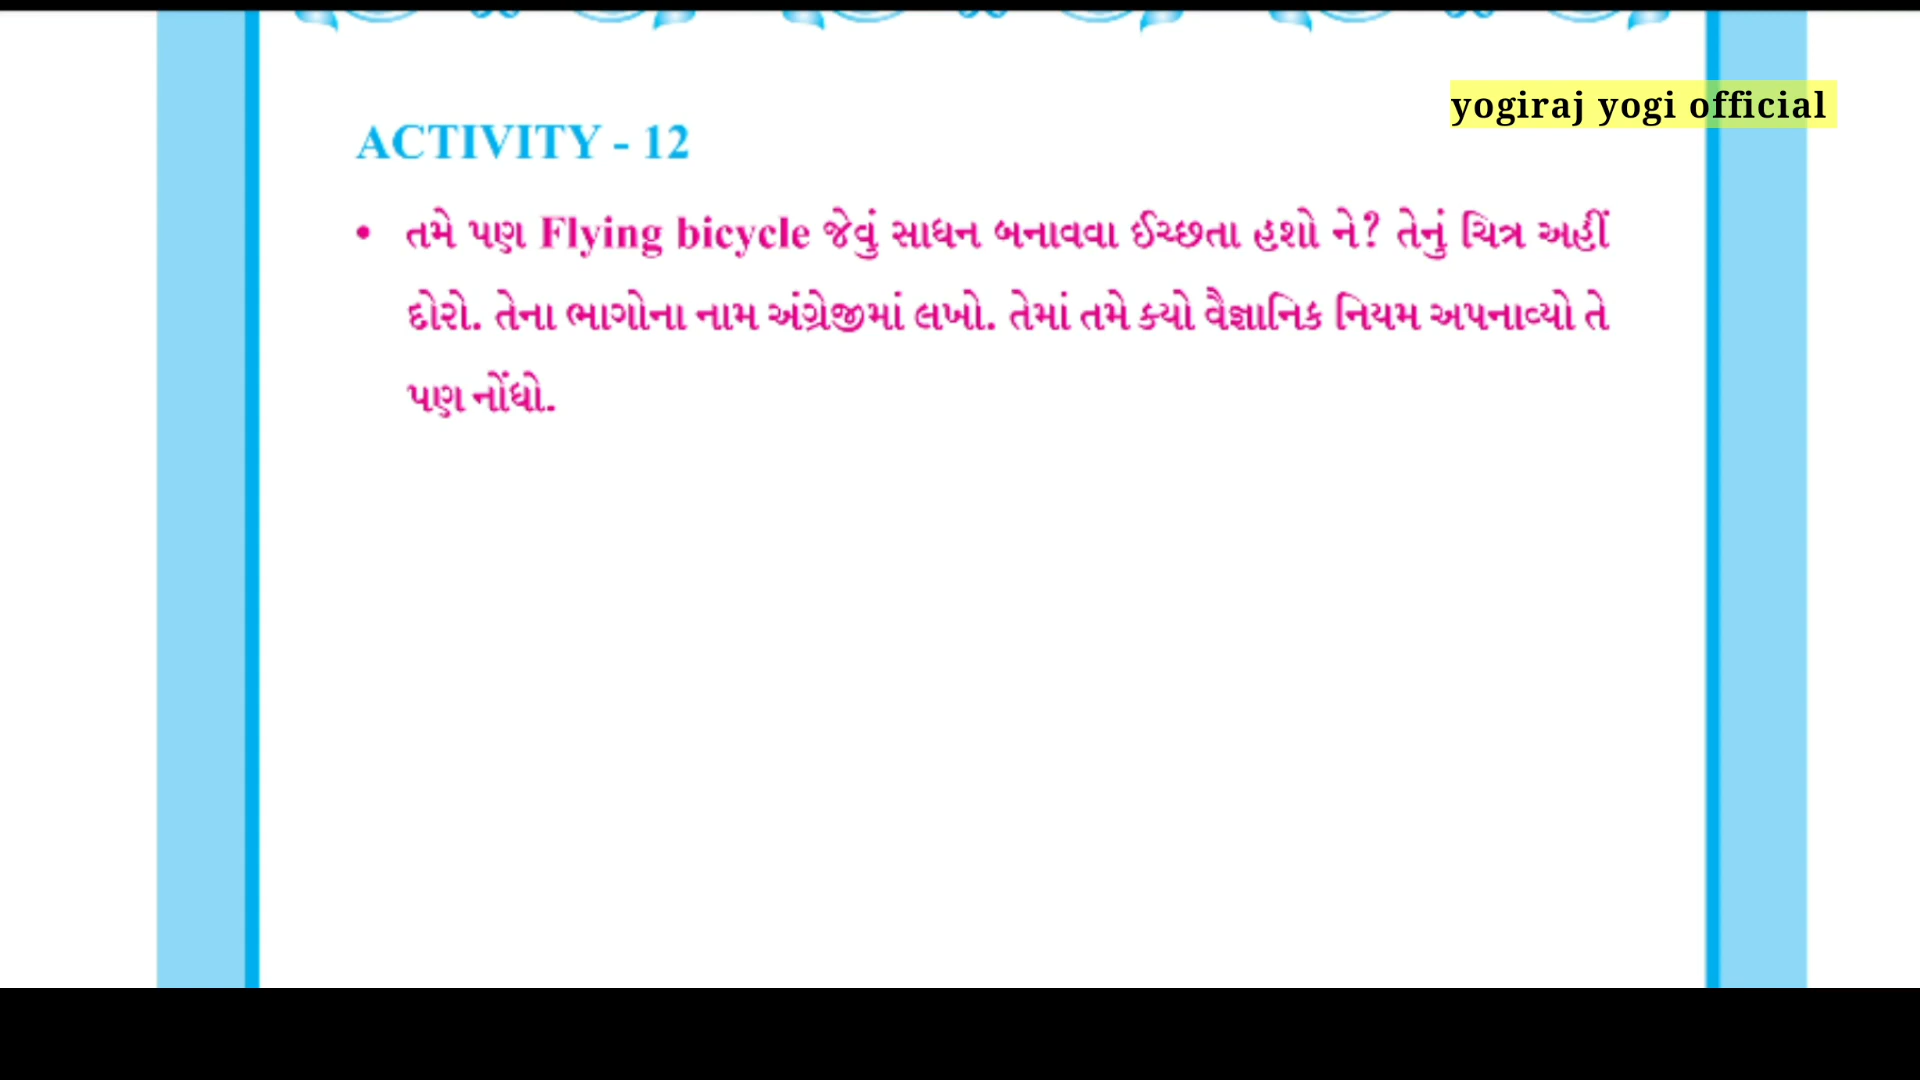 yogiraj yogi official
ACTIVITY - 12
• તમે પણ Flying bicycle જેવું સાધન બનાવવા ઈચ્છતા હશો ને? તેનું ચિત્ર અહીં
દોરો. તેના ભાગોના નામ અંગ્રેજીમાં લખો. તેમાં તમે ક્યો વૈજ્ઞાનિક નિયમ અપનાવ્યો તે
પણ નોંધો.